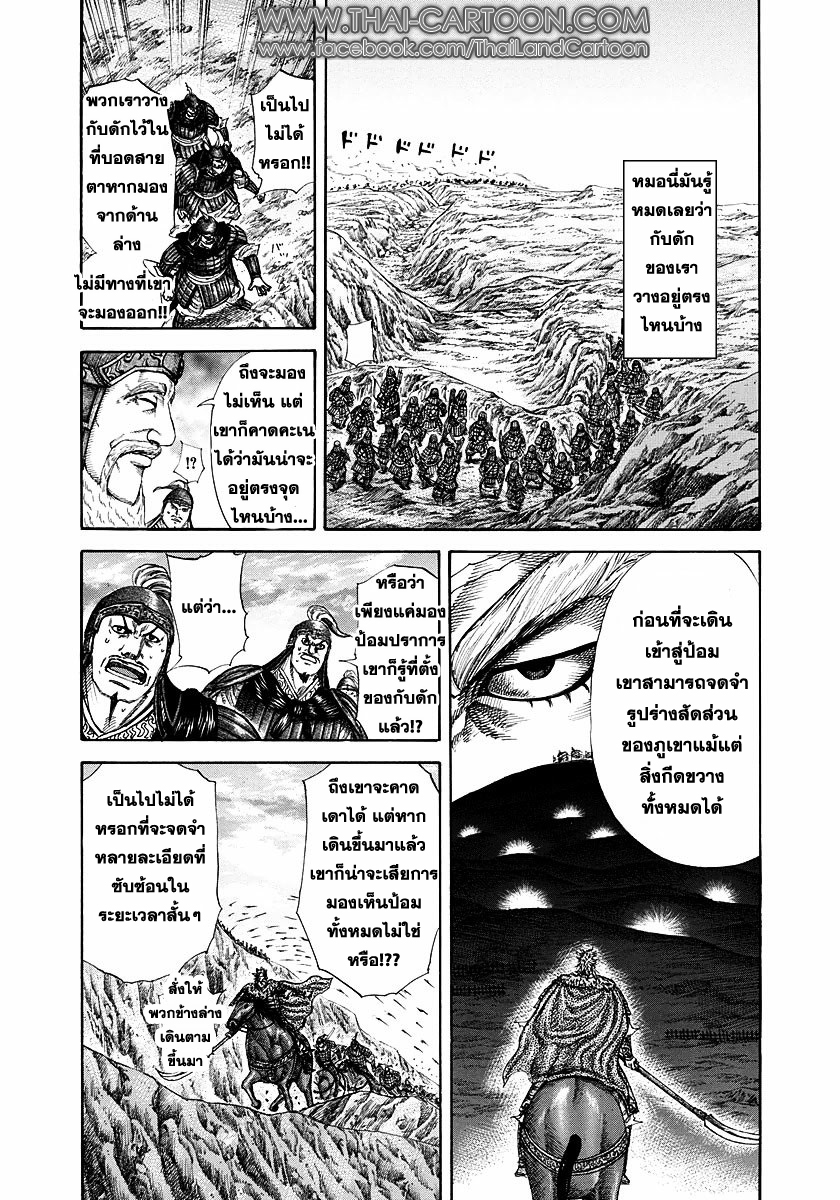 WWW.THAI-CARTOON.COM
www.facebook.com/ThaiLandCartoon
หมอนี่มันรู้
หมดเลยว่า
กับดัก
ของเรา
วางอยู่ตรง
ไหนบ้าง
ドドドドドド
เป็นไป
ไม่ได้
หรอก!!
พวกเราวาง
กับดักไว้ใน
ที่บอดสาย
ตาหากมอง
จากด้าน
ล่าง
ไม่มีทางที่เขา
จะมองออก!!
ถึงจะมอง
ไม่เห็น แต่
เขาก็คาดคะเน
ได้ว่ามันน่าจะ
อยู่ตรงจุด
ไหนบ้าง...
!?
ก่อนที่จะเดิน
เข้าสู่ป้อม
เขาสามารถจดจำ
รูปร่างสัดส่วน
ของภูเขาแม้แต่
สิ่งกีดขวาง
ทั้งหมดได้
หรือว่า
เพียงแค่มอง
ป้อมปราการ
เขาก็รู้ที่ตั้ง
ของกับดัก
แล้ว!?
แต่ว่า...
ถึงเขาจะคาด
เดาได้ แต่หาก
เดินขึ้นมาแล้ว
เขาก็น่าจะเสียการ
มองเห็นป้อม
ทั้งหมดไม่ใช่
หรือ!??
เป็นไปไม่ได้
หรอกที่จะจดจำ
หลายละเอียดที่
ซับซ้อนใน
ระยะเวลาสั้นๆ
สั่งให้
พวกข้างล่าง
เดินตาม
ขึ้นมา